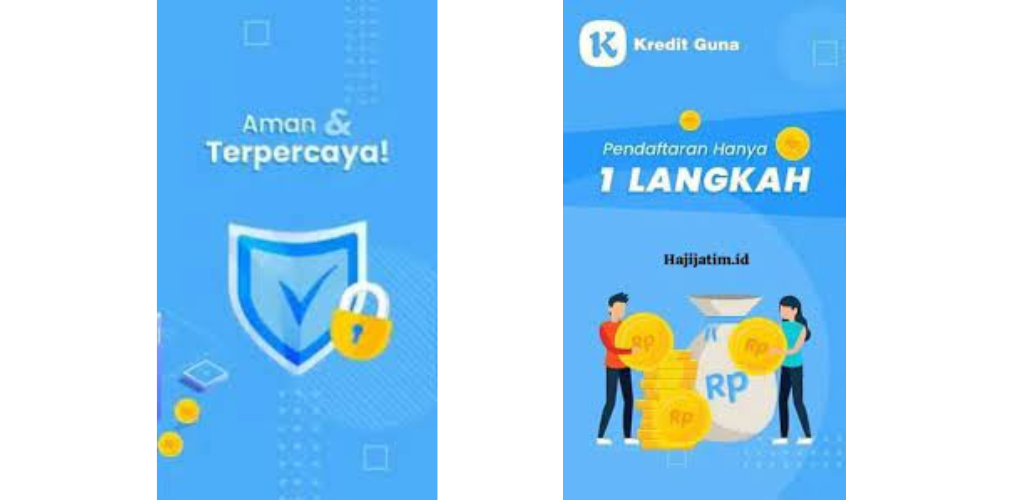 Aman &
Terpercaya!
K Kredit Guna
Pendaftaran Hanya
1 LANGKAH
Hajijatim.id
Rp
Rp
Rp
Rp